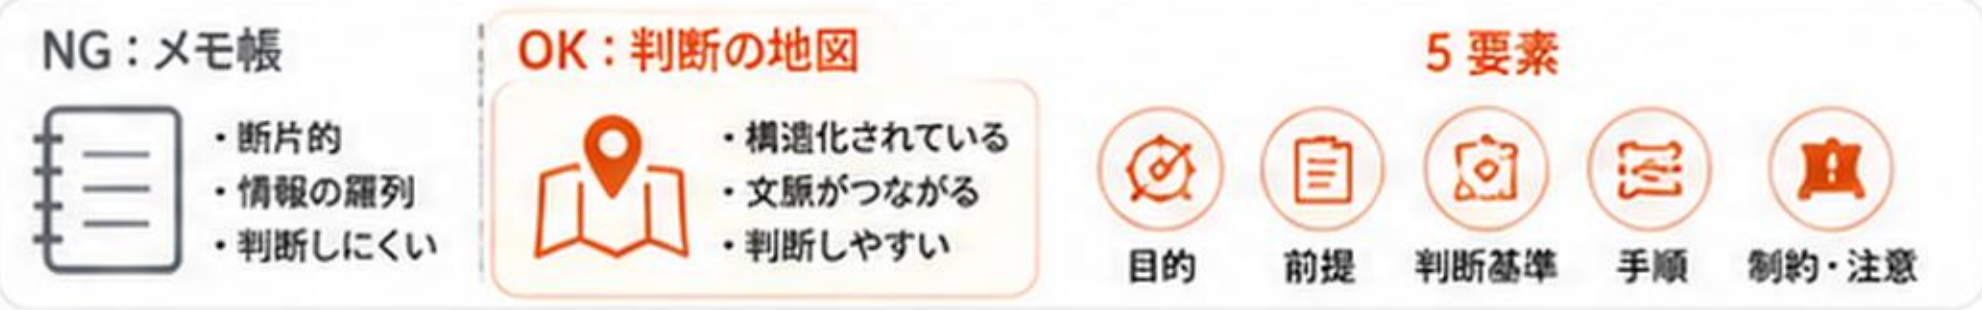 NG：メモ帳
・断片的
・情報の羅列
・判断しにくい
OK：判断の地図
・構造化されている
・文脈がつながる
・判断しやすい
5 要素
目的
前提
判断基準
手順
制約・注意